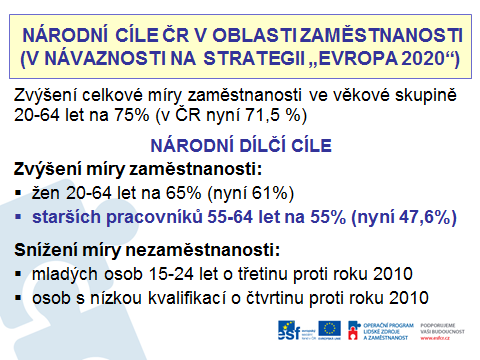 NÁRODNÍ CÍLE ČR V OBLASTI ZAMĚSTNANOSTI
(V NÁVAZNOSTI NA STRATEGII „EVROPA 2020“)
Zvýšení celkové míry zaměstnanosti ve věkové skupině
20-64 let na 75% (v ČR nyní 71,5 %)
NÁRODNÍ DÍLČÍ CÍLE
Zvýšení míry zaměstnanosti:
▪ žen 20-64 let na 65% (nyní 61%)
▪ starších pracovníků 55-64 let na 55% (nyní 47,6%)
Snížení míry nezaměstnanosti:
▪ mladých osob 15-24 let o třetinu proti roku 2010
▪ osob s nízkou kvalifikací o čtvrtinu proti roku 2010
esf
OPERAČNÍ PROGRAM
LIDSKÉ ZDROJE
A ZAMĚSTNANOST
PODPORUJEME
VAŠI BUDOUCNOST
www.esfcr.cz